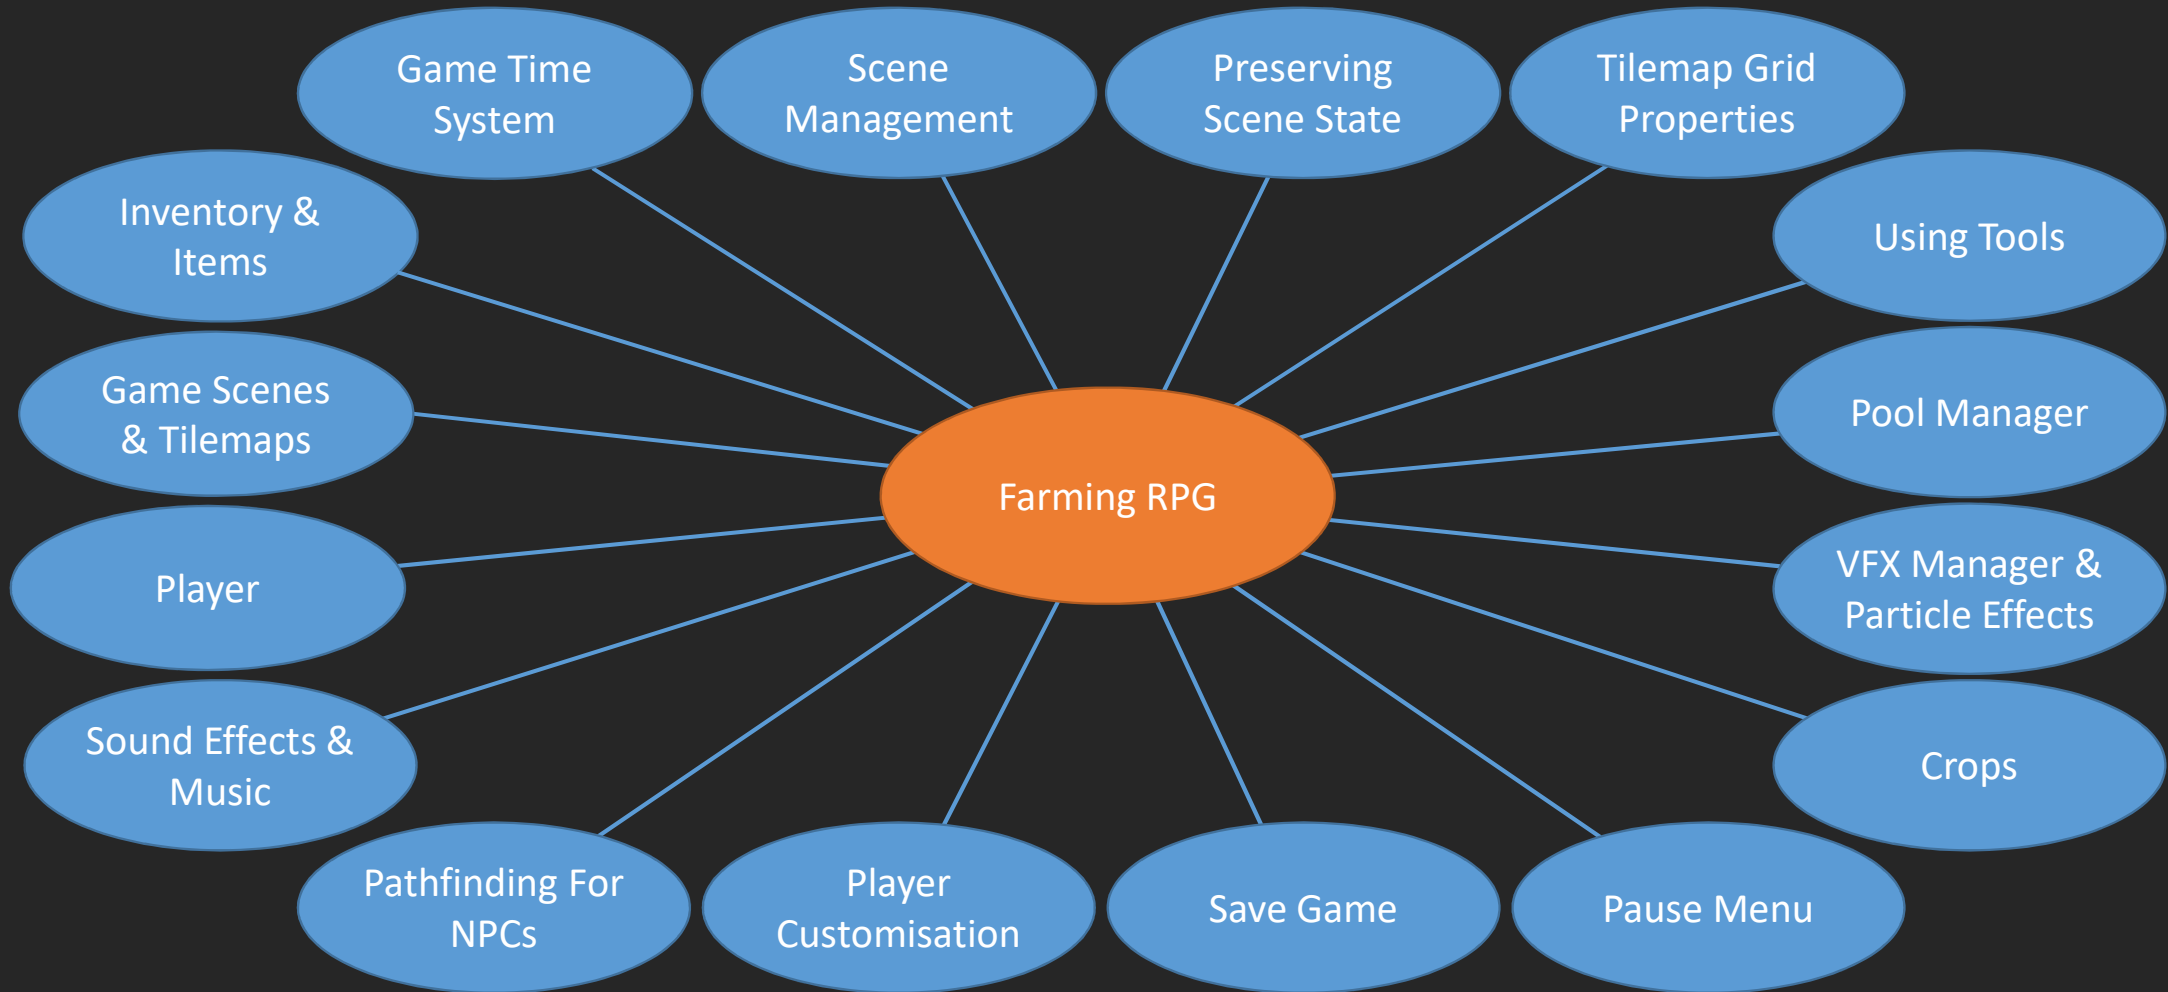 Game Time
System
Scene
Management
Preserving
Scene State
Tilemap Grid
Properties
Inventory &
Items
Using Tools
Game Scenes
& Tilemaps
Pool Manager
Farming RPG
Player
VFX Manager &
Particle Effects
Sound Effects &
Music
Crops
Pathfinding For
NPCs
Player
Customisation
Save Game
Pause Menu